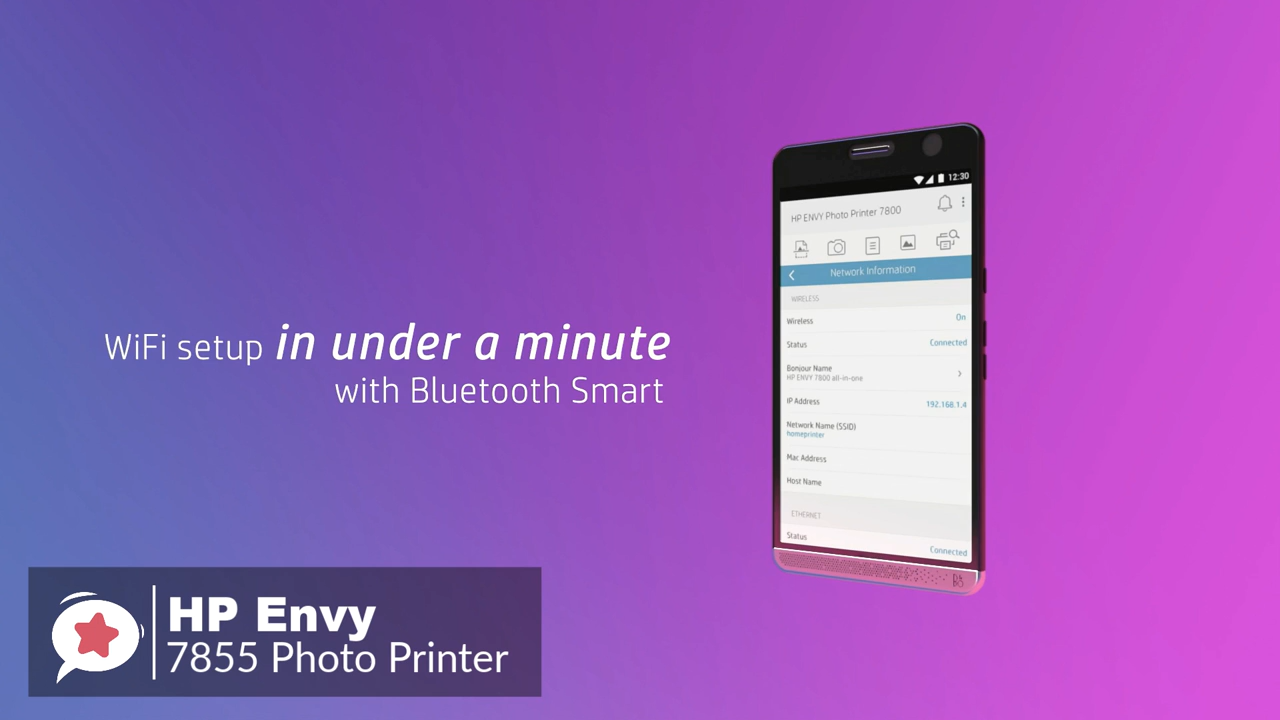 WiFi setup in under a minute
with Bluetooth Smart
12:30
HP ENVY Photo Printer 7800
Network Information
WIRELESS
Wireless On
Status Connected
Bonjour Name
HP ENVY 7800 all-in-one
IP Address 192.168.1.4
Network Name (SSID)
homeprinter
Mac Address
Host Name
ETHERNET
Status Connected
HP Envy
7855 Photo Printer